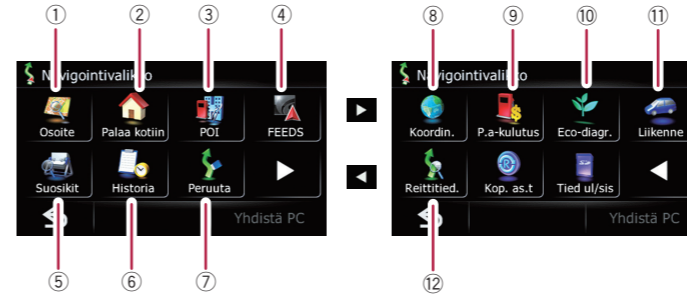 ① ② ③ ④
Navigointivalikko
Osoite Palaa kotiin POI FEEDS
Suosikit Historia Peruuta
Yhdistä PC
⑤ ⑥ ⑦
⑧ ⑨ ⑩ ⑪
Navigointivalikko
Koordin. P.a-kulutus Eco-diagr. Liikenne
Reittitied. Kop. as.t Tied ul/sis
Yhdistä PC
⑫